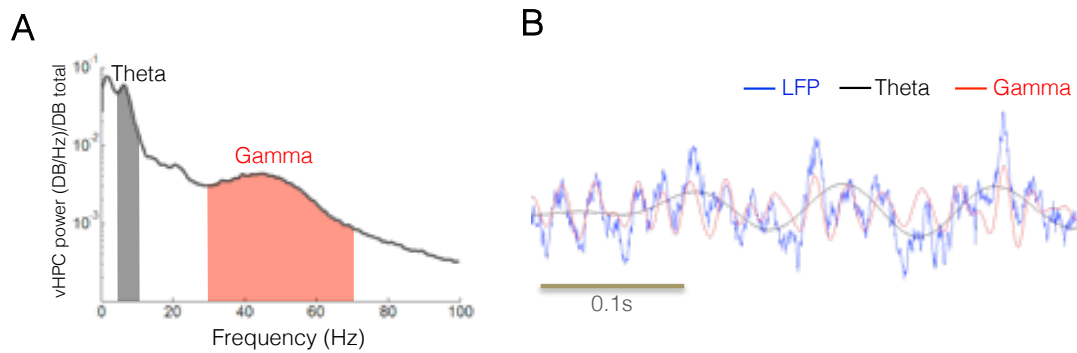 A
vHPC power (DB/Hz)/DB total
10-1
10-2
10-3
Theta
Gamma
0
20
40
60
80
100
Frequency (Hz)
B
LFP
Theta
Gamma
0.1s